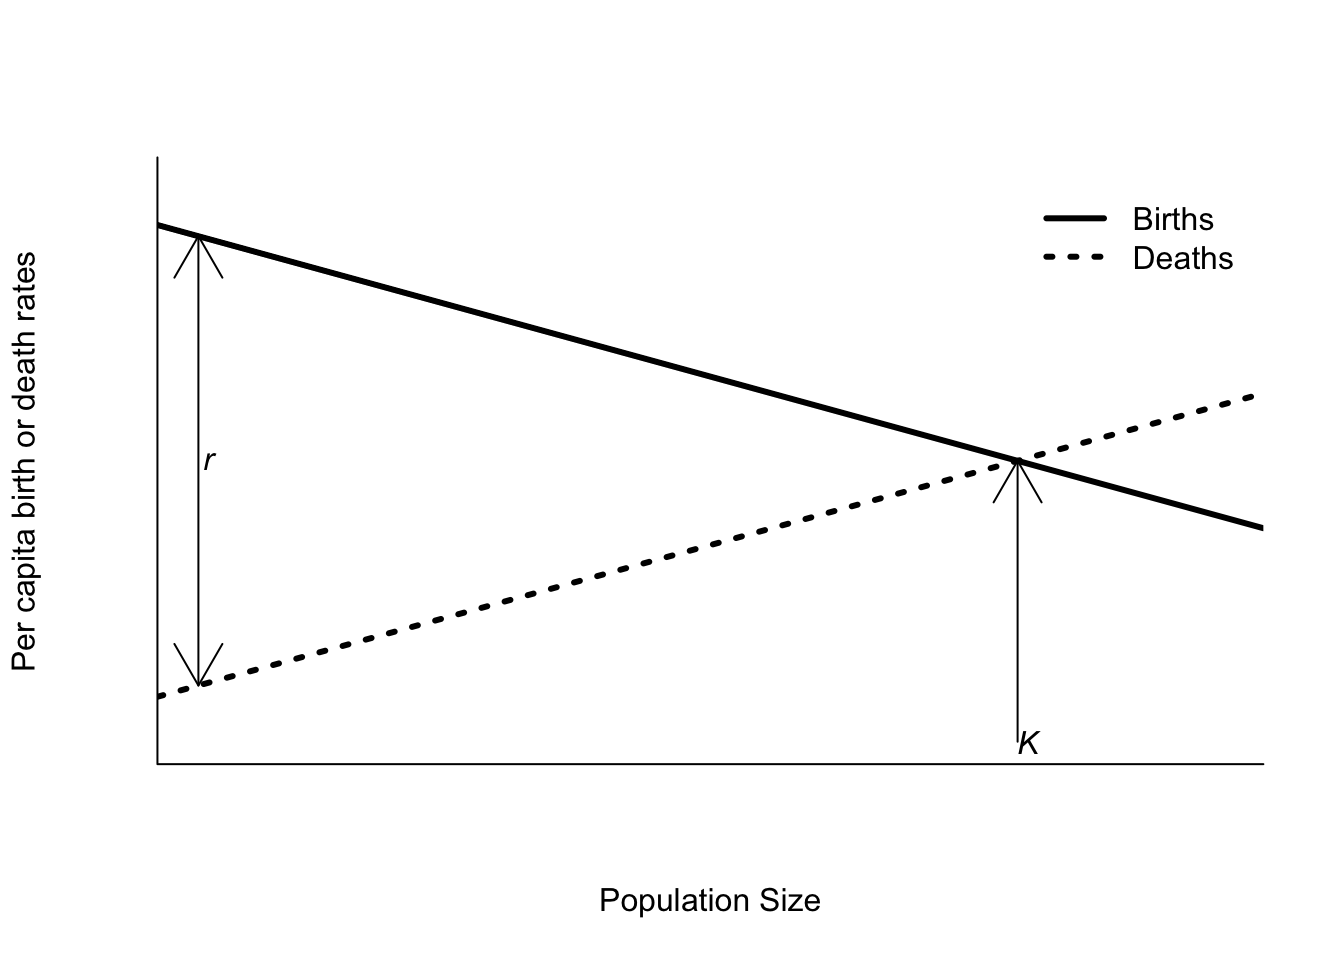 Births
Deaths
Per capita birth or death rates
r
K
Population Size